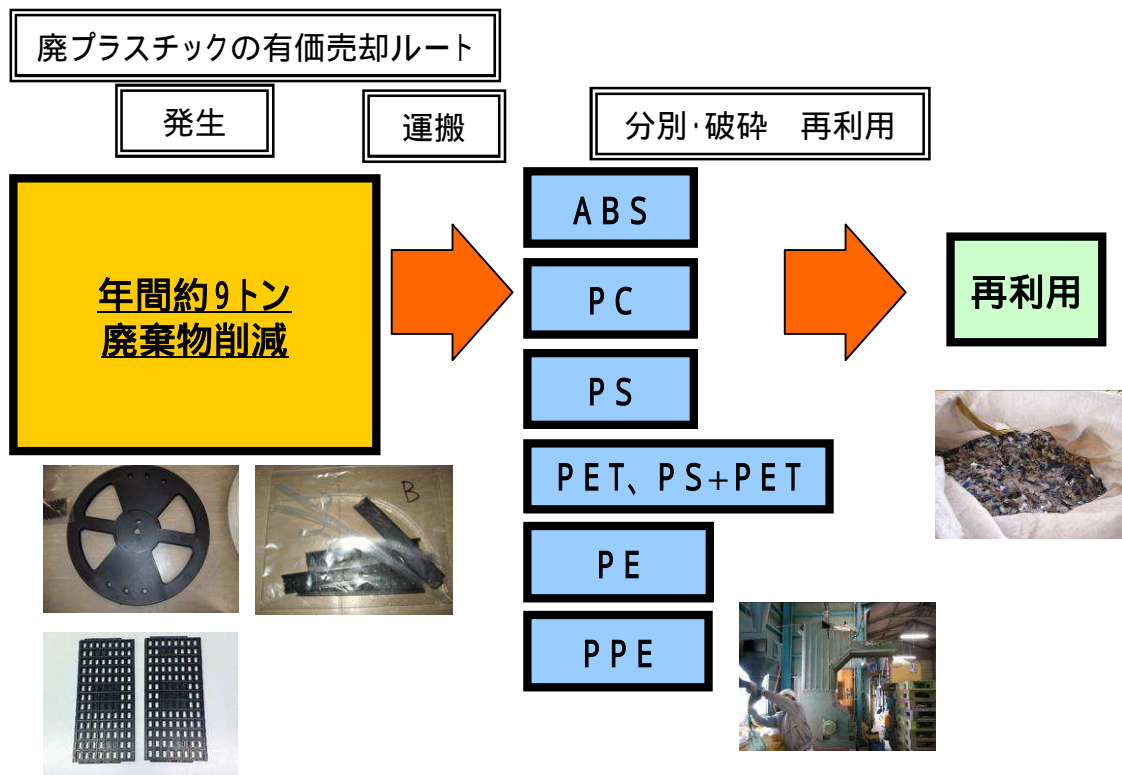 廃プラスチックの有価売却ルート
発生
運搬
分別・破砕　再利用
年間約9トン
廃棄物削減
ABS
PC
PS
PET、PS+PET
PE
PPE
再利用
B